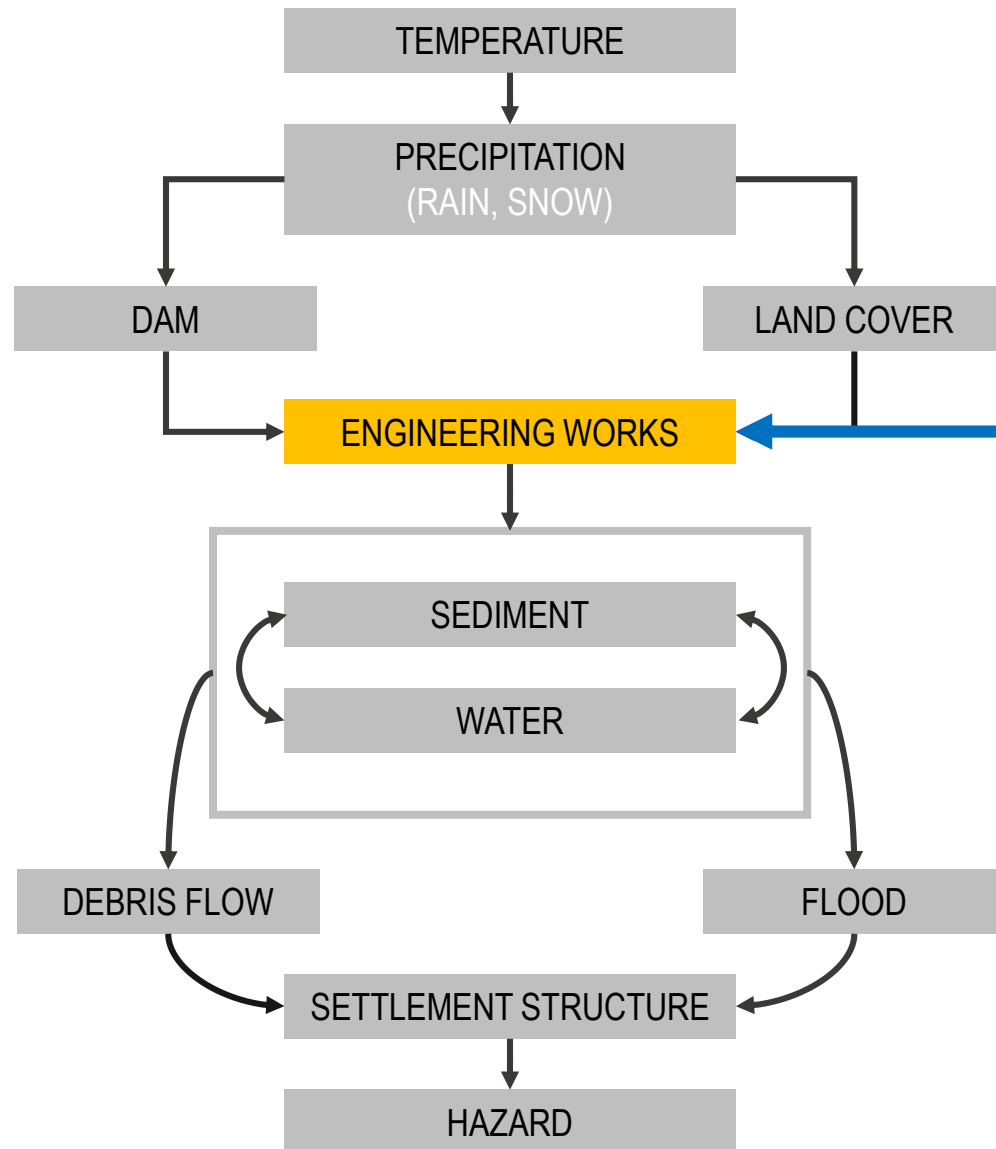 TEMPERATURE
PRECIPITATION
(RAIN, SNOW)
DAM
LAND COVER
ENGINEERING WORKS
SEDIMENT
WATER
DEBRIS FLOW
FLOOD
SETTLEMENT STRUCTURE
HAZARD